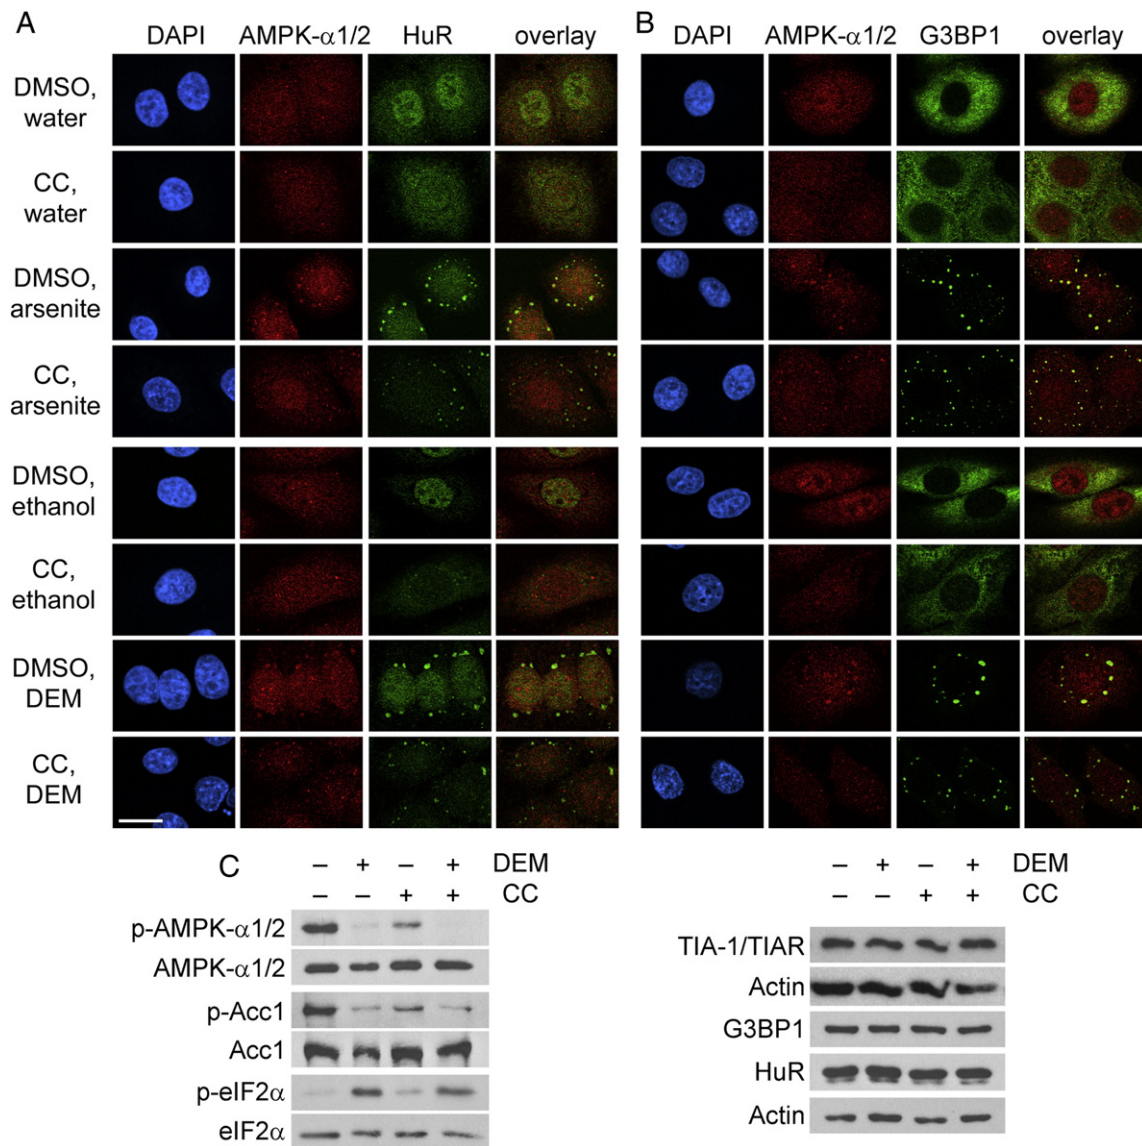 A B
DAPI AMPK-α1/2 HuR overlay DAPI AMPK-α1/2 G3BP1 overlay
DMSO,
water
CC,
water
DMSO,
arsenite
CC,
arsenite
DMSO,
ethanol
CC,
ethanol
DMSO,
DEM
CC,
DEM
C – + – + DEM
– – + + CC
p-AMPK-α1/2
AMPK-α1/2
p-Acc1
Acc1
p-eIF2α
eIF2α
– + – + DEM
– – + + CC
TIA-1/TIAR
Actin
G3BP1
HuR
Actin